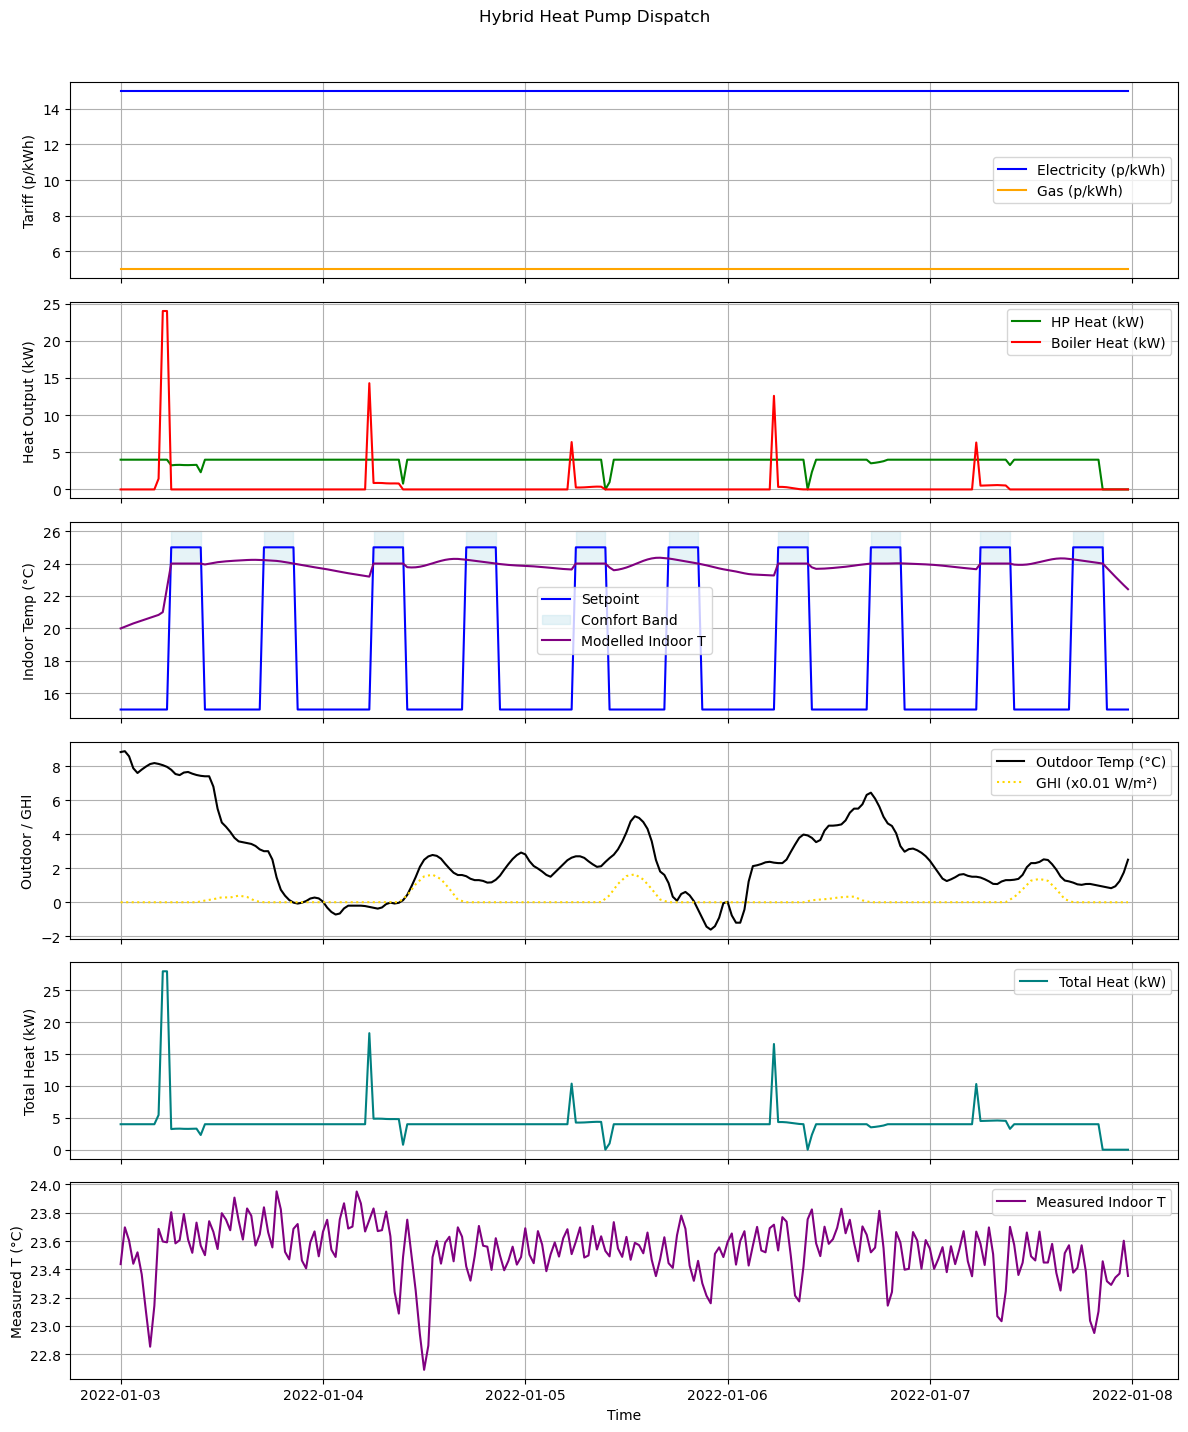 Hybrid Heat Pump Dispatch
Tariff (p/kWh)
14
12
10
8
6
Electricity (p/kWh)
Gas (p/kWh)
Heat Output (kW)
25
20
15
10
5
0
HP Heat (kW)
Boiler Heat (kW)
Indoor Temp (°C)
26
24
22
20
18
16
Setpoint
Comfort Band
Modelled Indoor T
Outdoor / GHI
8
6
4
2
0
−2
Outdoor Temp (°C)
GHI (x0.01 W/m²)
Total Heat (kW)
25
20
15
10
5
0
Total Heat (kW)
Measured T (°C)
24.0
23.8
23.6
23.4
23.2
23.0
22.8
Measured Indoor T
2022-01-03 2022-01-04 2022-01-05 2022-01-06 2022-01-07 2022-01-08
Time